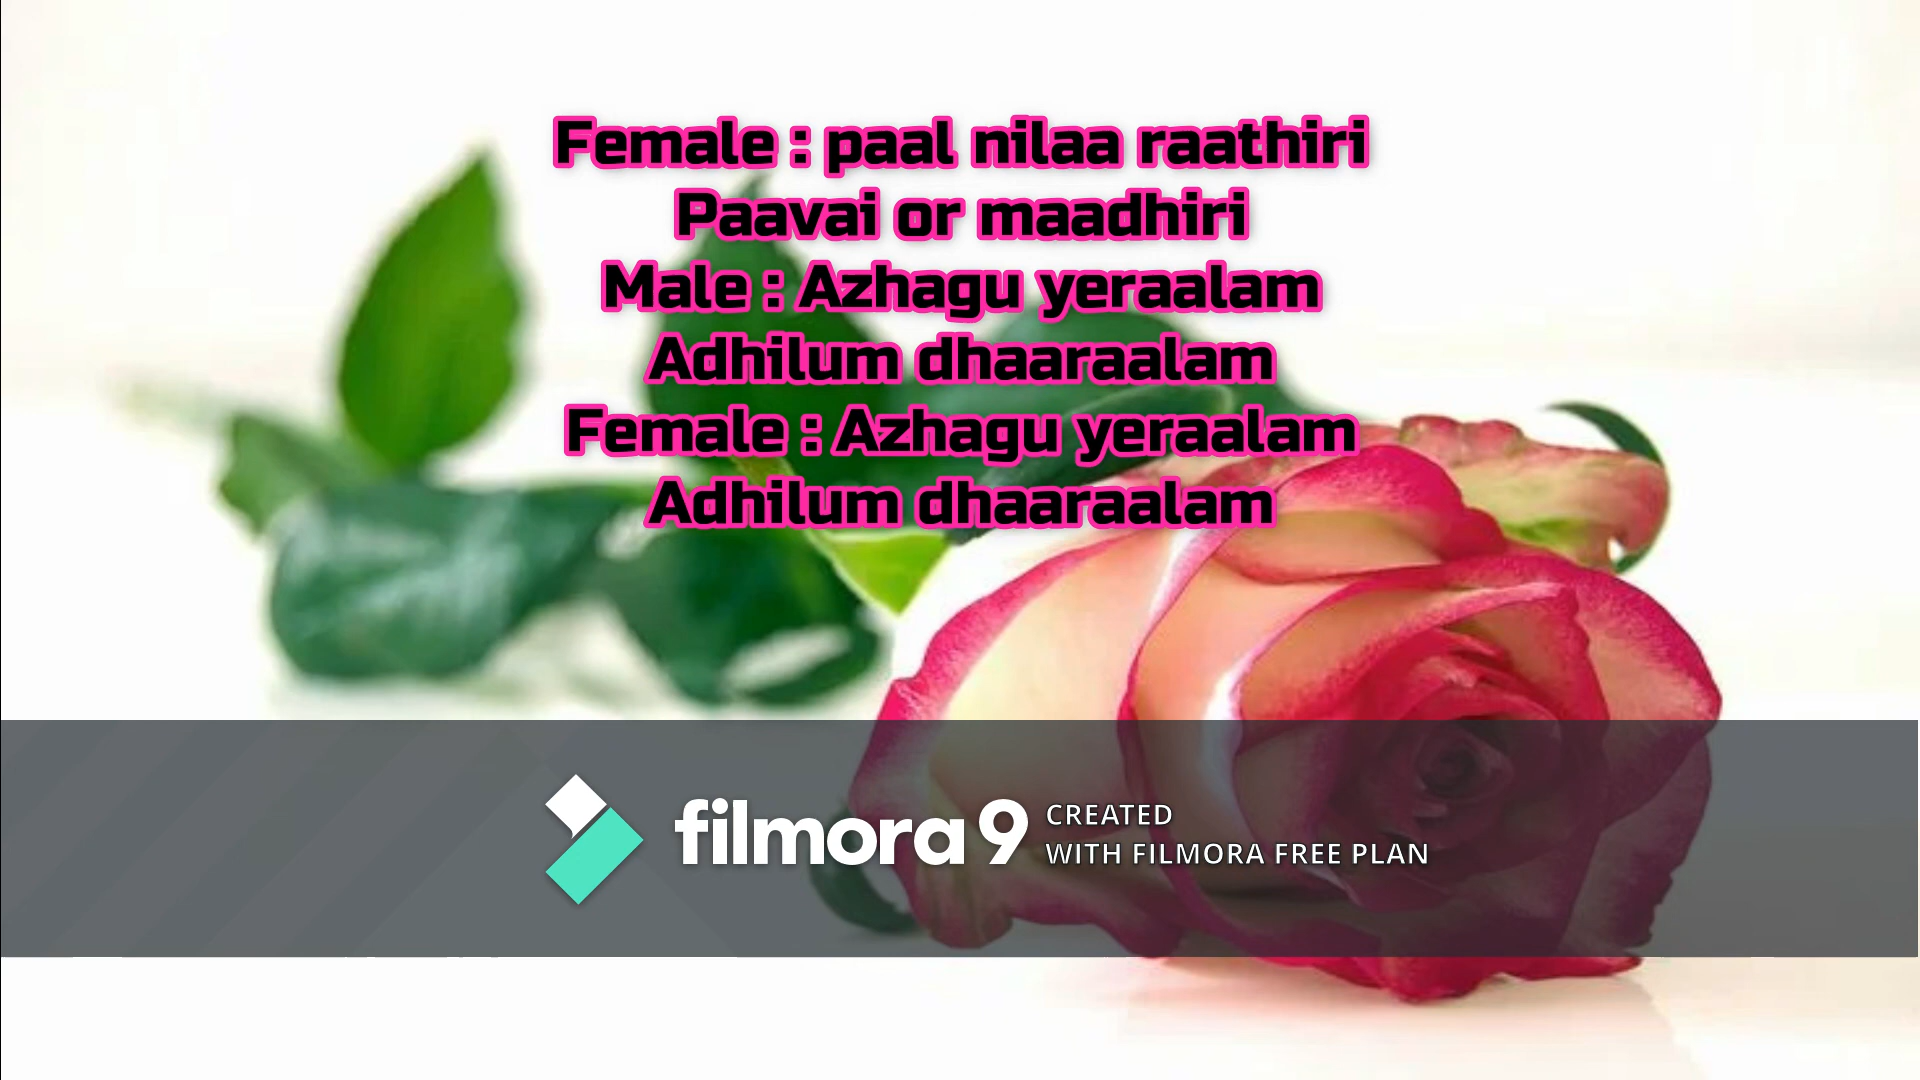 Female : paal nilaa raathiri
Paavai or maadhiri
Male : Azhagu yeraalam
Adhilum dhaaraalam
Female : Azhagu yeraalam
Adhilum dhaaraalam
filmora 9 CREATED
WITH FILMORA FREE PLAN